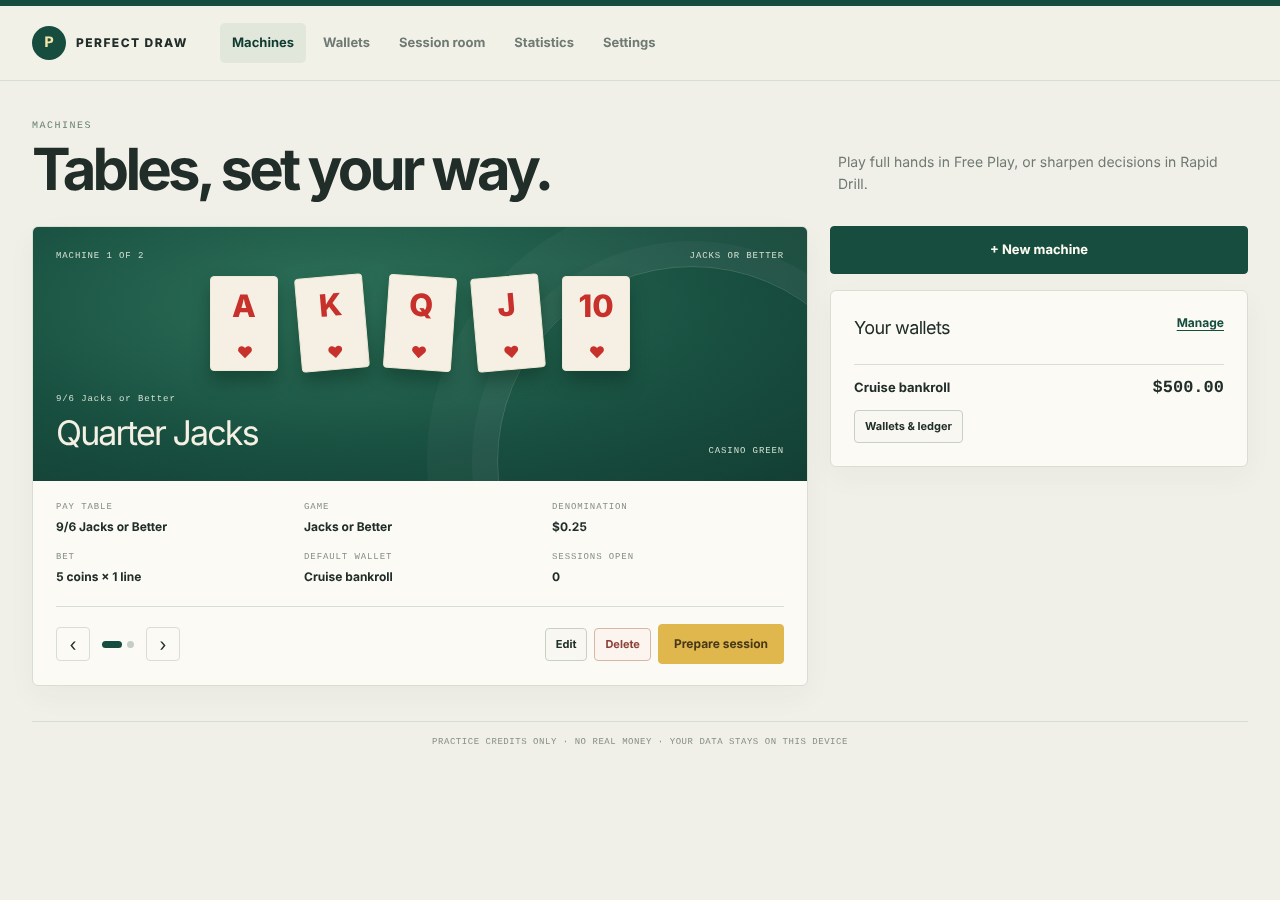 P PERFECT DRAW Machines Wallets Session room Statistics Settings
MACHINES
Tables, set your way.
Play full hands in Free Play, or sharpen decisions in Rapid
Drill.
MACHINE 1 OF 2
JACKS OR BETTER
A K Q J 10
9/6 Jacks or Better
Quarter Jacks
CASINO GREEN
PAY TABLE GAME DENOMINATION
9/6 Jacks or Better Jacks or Better $0.25
BET DEFAULT WALLET SESSIONS OPEN
5 coins × 1 line Cruise bankroll 0
‹ › Edit Delete Prepare session
+ New machine
Your wallets Manage
Cruise bankroll $500.00
Wallets & ledger
PRACTICE CREDITS ONLY · NO REAL MONEY · YOUR DATA STAYS ON THIS DEVICE